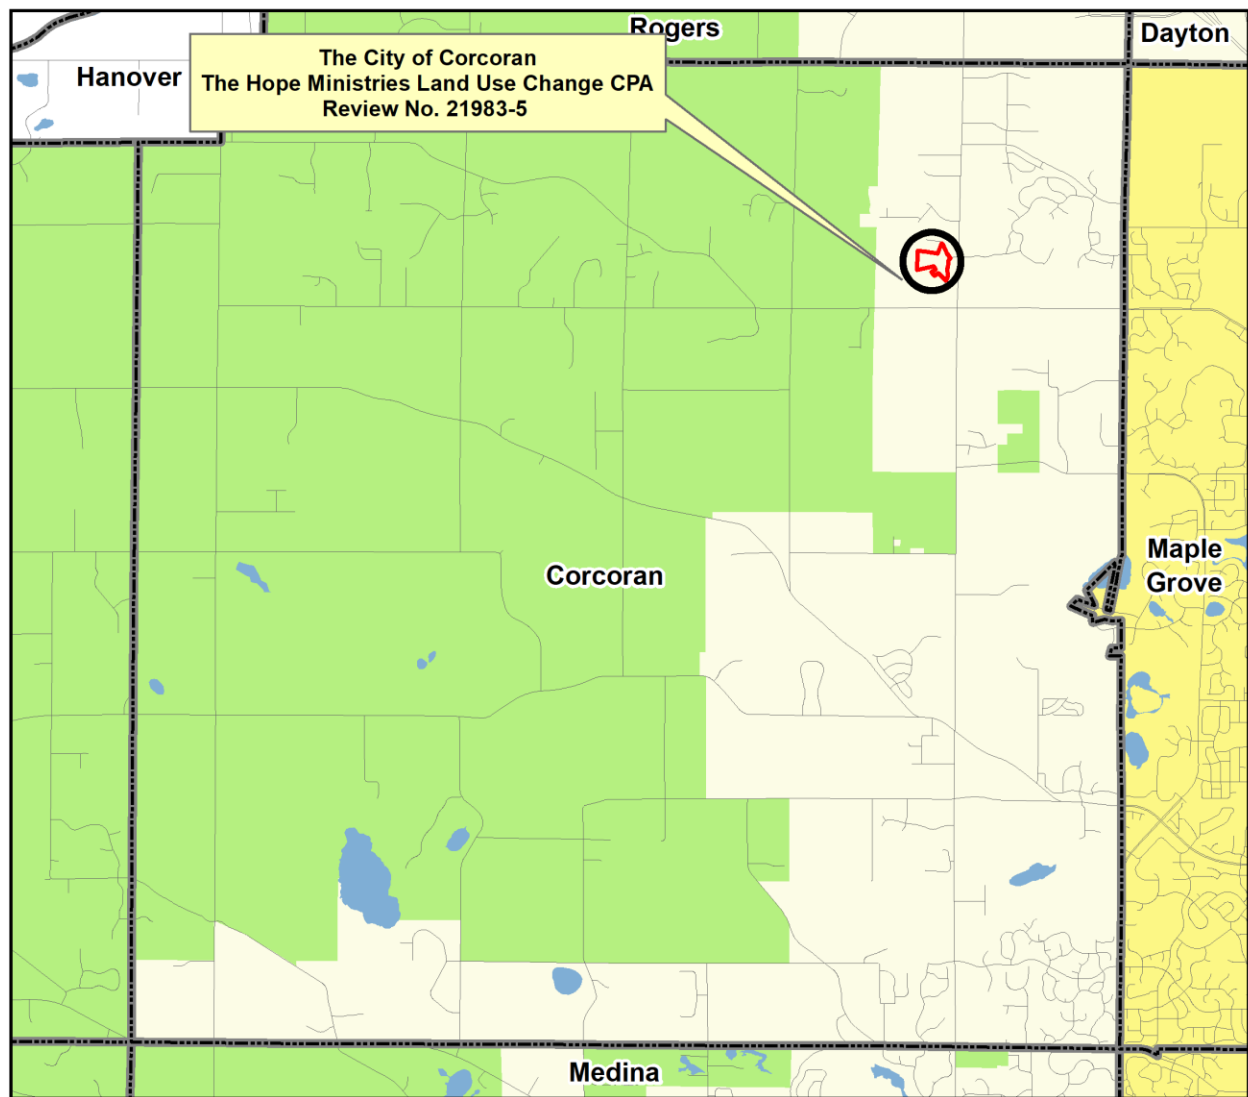 Rogers
Dayton
The City of Corcoran
The Hope Ministries Land Use Change CPA
Review No. 21983-5
Hanover
Maple
Grove
Corcoran
Medina